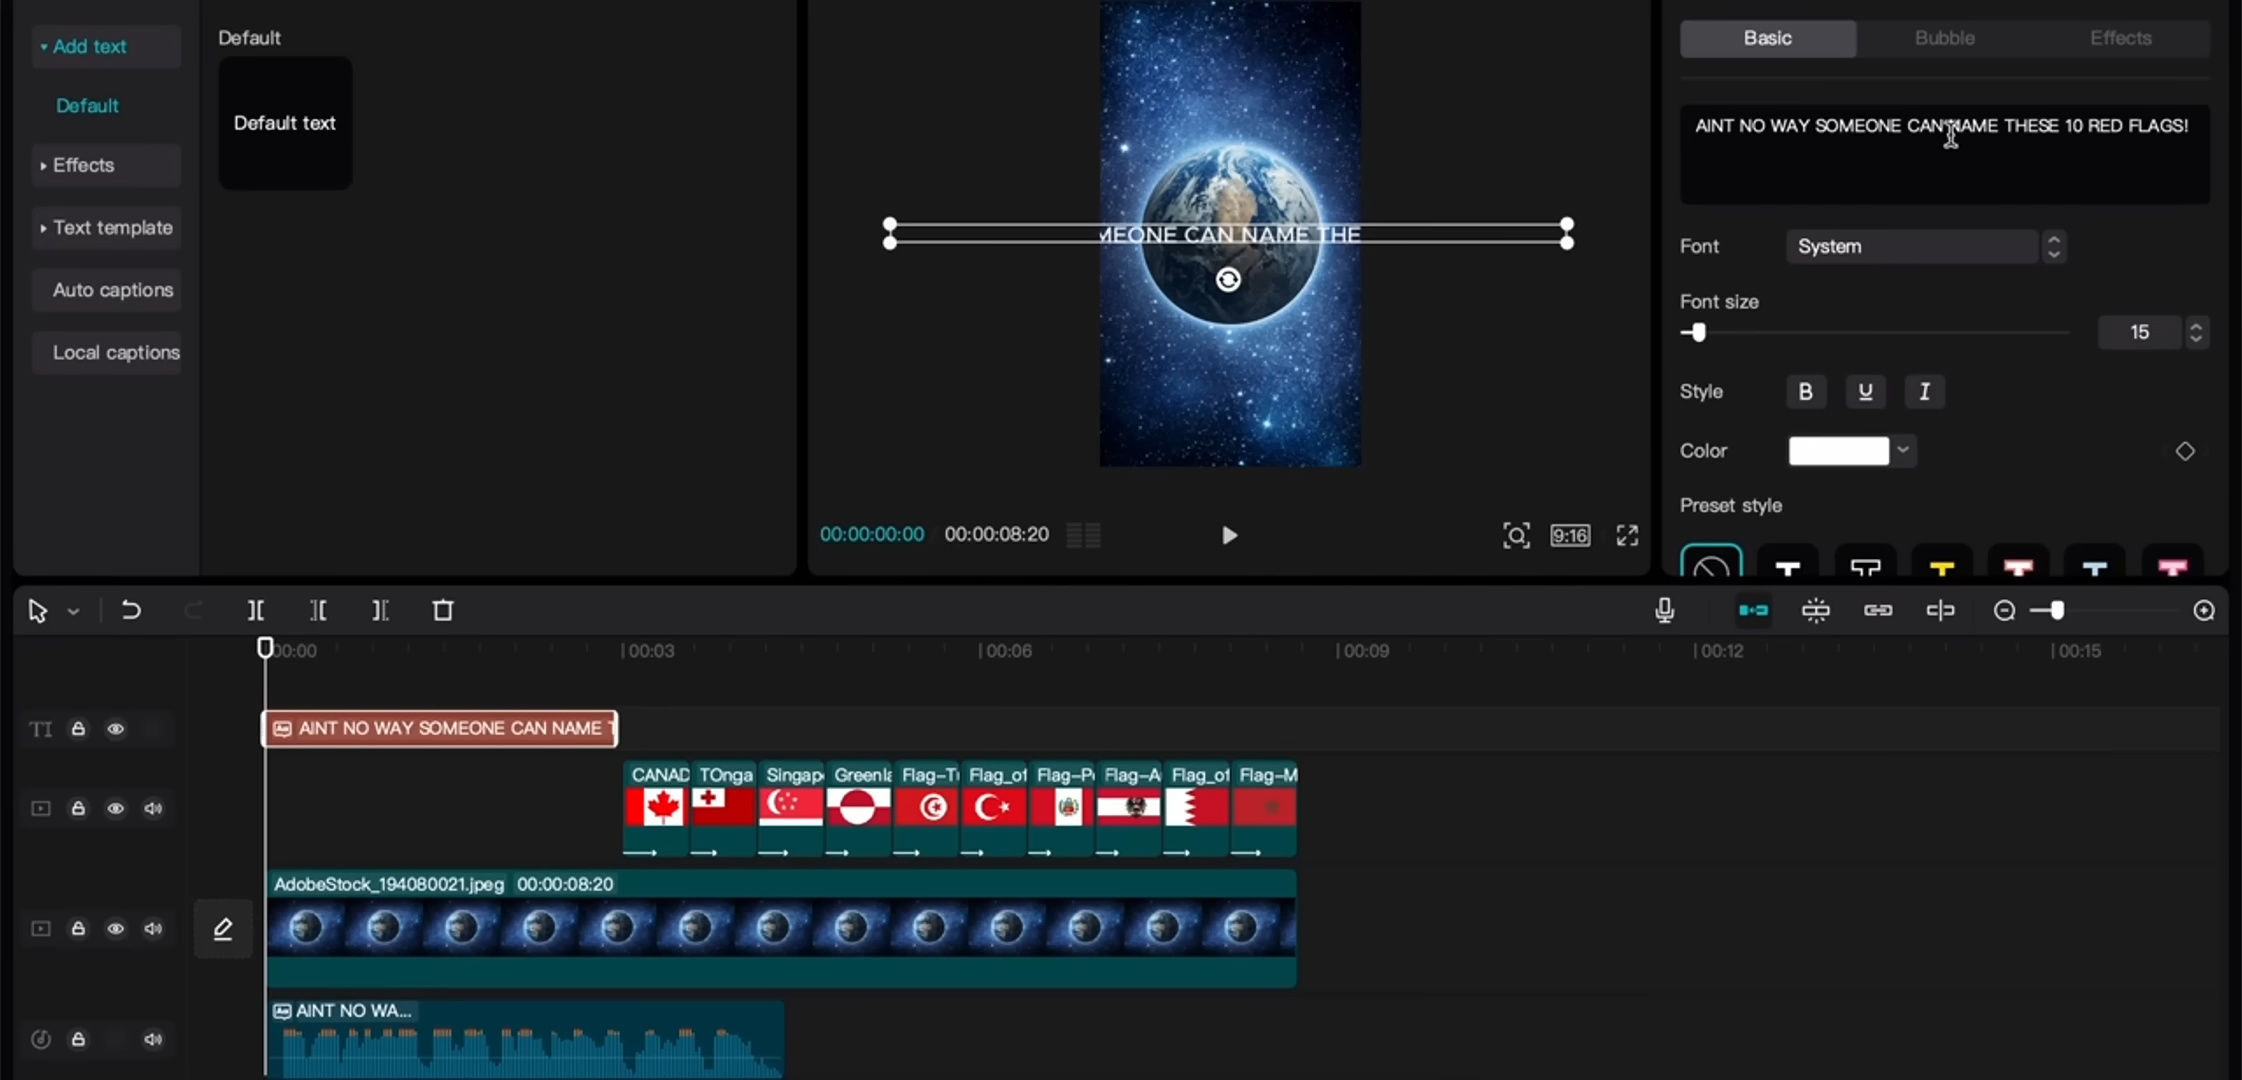 Add text
Default
Effects
Text template
Auto captions
Local captions
Default
Default text
MEONE CAN NAME THE
00:00:00:00
00:00:08:20
9:16
Basic
Bubble
Effects
AINT NO WAY SOMEONE CAN NAME THESE 10 RED FLAGS!
Font
System
Font size
15
Style
B
U
I
Color
Preset style
T
T
T
T
T
T
00:00
00:03
00:06
00:09
00:12
00:15
TI
AINT NO WAY SOMEONE CAN NAME T
CANAD
TOnga
Singap
Greenla
Flag-T
Flag_of
Flag-P
Flag-A
Flag_of
Flag-M
AdobeStock_194080021.jpeg
00:00:08:20
AINT NO WA...